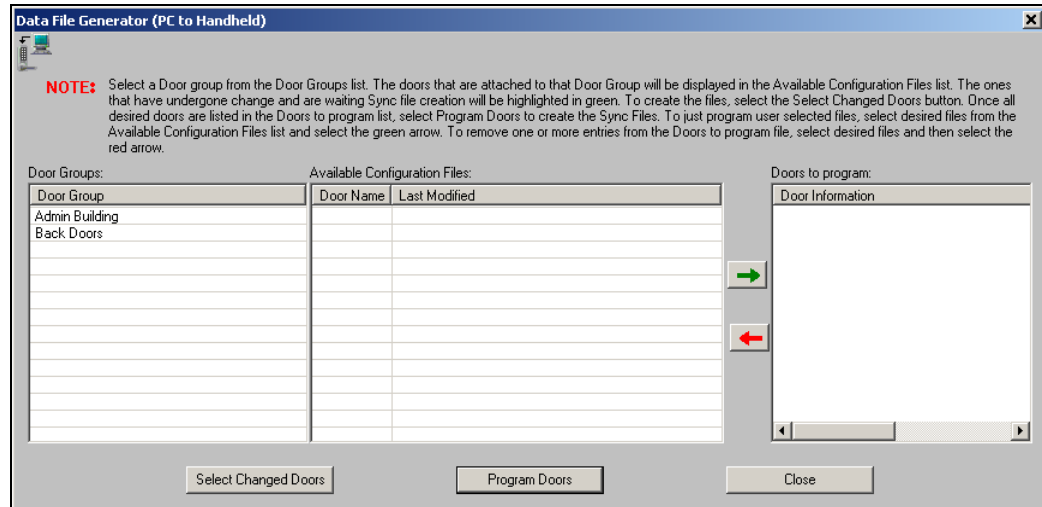 Data File Generator (PC to Handheld)
NOTE: Select a Door group from the Door Groups list. The doors that are attached to that Door Group will be displayed in the Available Configuration Files list. The ones
that have undergone change and are waiting Sync file creation will be highlighted in green. To create the files, select the Select Changed Doors button. Once all
desired doors are listed in the Doors to program list, select Program Doors to create the Sync Files. To just program user selected files, select desired files from the
Available Configuration Files list and select the green arrow. To remove one or more entries from the Doors to program file, select desired files and then select the
red arrow.
Door Groups:
Available Configuration Files:
Doors to program:
Door Group
Door Name
Last Modified
Door Information
Admin Building
Back Doors
Select Changed Doors
Program Doors
Close